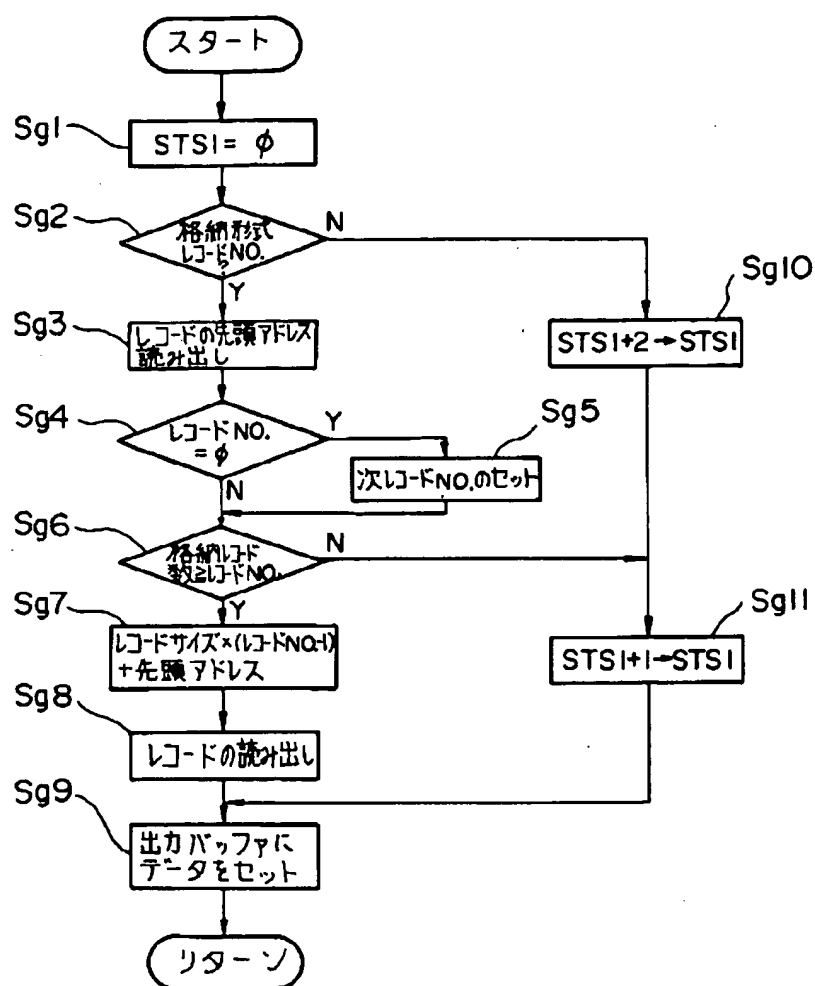 スタート
Sg1
STS1= φ
Sg2
格納形式
レコードNO.
N
Y
Sg10
STS1+2→STS1
Sg3
レコードの先頭アドレス
読み出し
Sg4
レコードNO.
=φ
Y
N
Sg5
次レコードNO.のセット
Sg6
格納レコード
数≧レコードNO.
N
Y
Sg7
レコードサイズ×(レコードNO-1)
+先頭アドレス
Sg11
STS1+1→STS1
Sg8
レコードの読み出し
Sg9
出力バッファに
データをセット
リターン